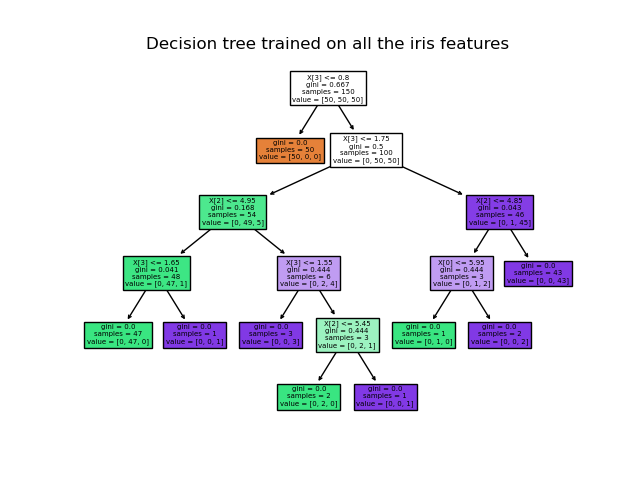 Decision tree trained on all the iris features
X[3] <= 0.8
gini = 0.667
samples = 150
value = [50, 50, 50]
gini = 0.0
samples = 50
value = [50, 0, 0]
X[3] <= 1.75
gini = 0.5
samples = 100
value = [0, 50, 50]
X[2] <= 4.95
gini = 0.168
samples = 54
value = [0, 49, 5]
X[2] <= 4.85
gini = 0.043
samples = 46
value = [0, 1, 45]
X[3] <= 1.65
gini = 0.041
samples = 48
value = [0, 47, 1]
X[3] <= 1.55
gini = 0.444
samples = 6
value = [0, 2, 4]
X[0] <= 5.95
gini = 0.444
samples = 3
value = [0, 1, 2]
gini = 0.0
samples = 43
value = [0, 0, 43]
gini = 0.0
samples = 47
value = [0, 47, 0]
gini = 0.0
samples = 1
value = [0, 0, 1]
gini = 0.0
samples = 3
value = [0, 0, 3]
X[2] <= 5.45
gini = 0.444
samples = 3
value = [0, 2, 1]
gini = 0.0
samples = 1
value = [0, 1, 0]
gini = 0.0
samples = 2
value = [0, 0, 2]
gini = 0.0
samples = 2
value = [0, 2, 0]
gini = 0.0
samples = 1
value = [0, 0, 1]